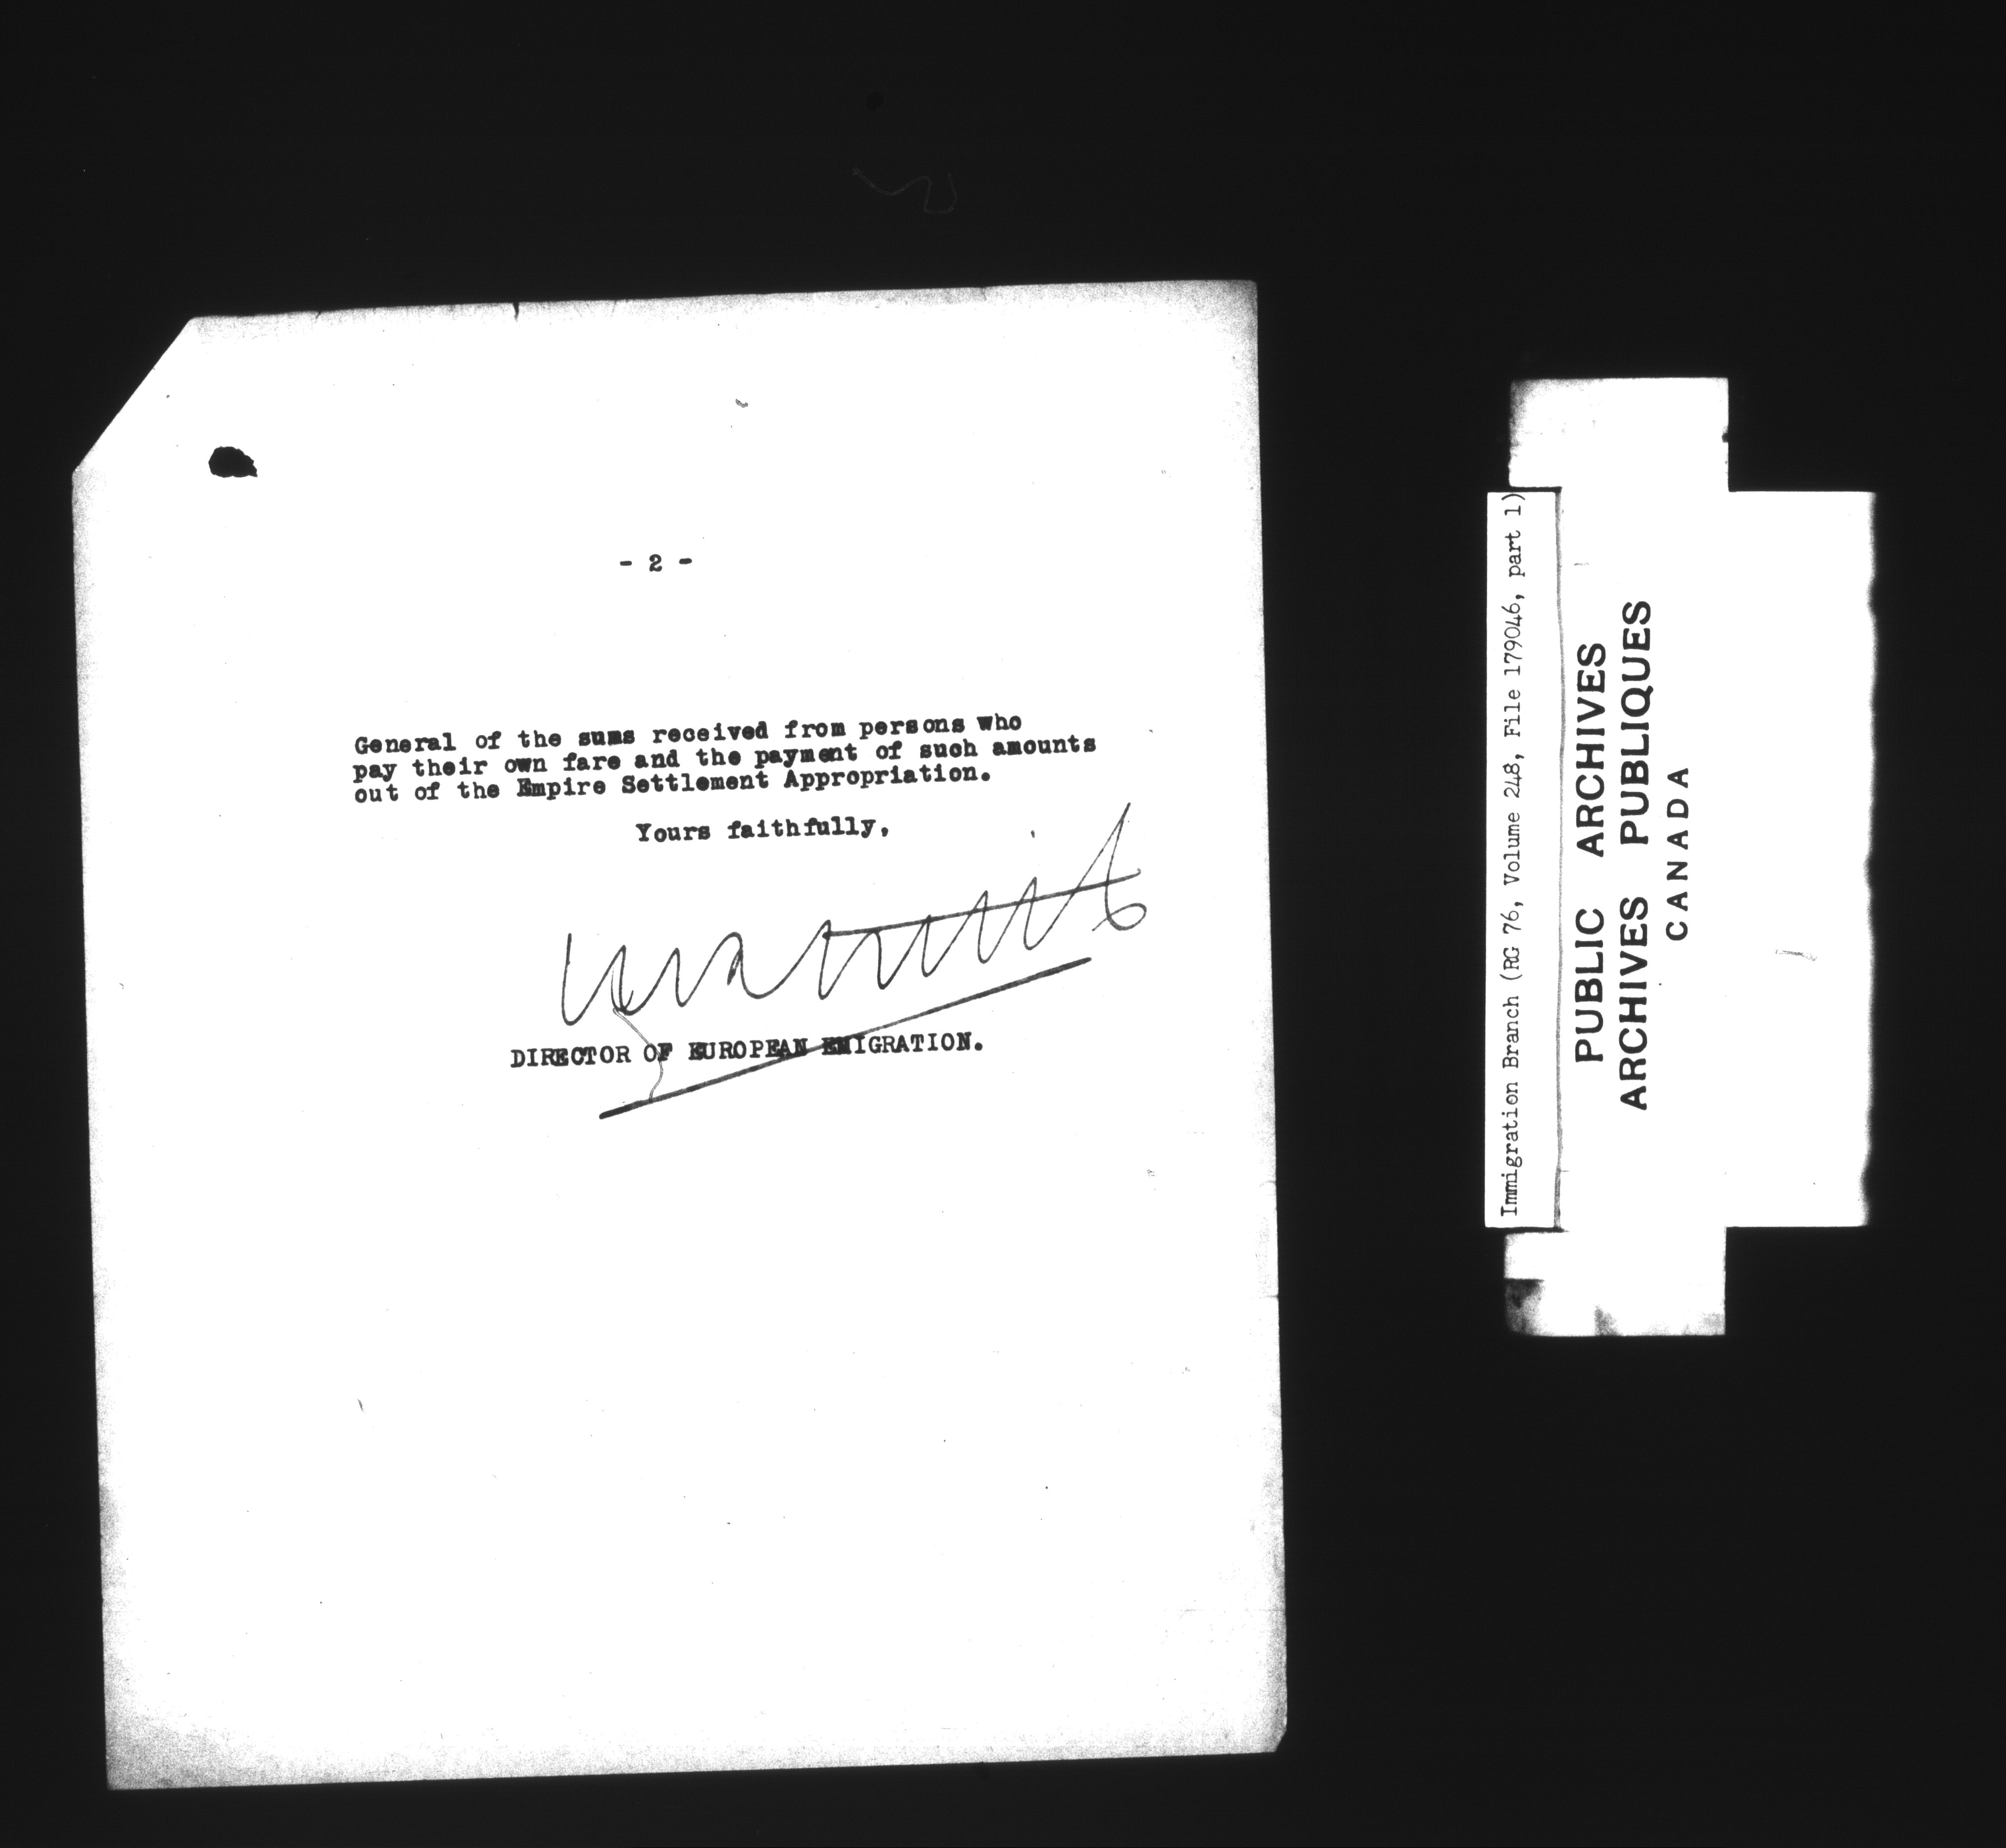 - 2 -
General of the sums received from persons who
pay their own fare and the payment of such amounts
out of the Empire Settlement Appropriation.
Yours faithfully,
DIRECTOR OF EUROPEAN EMIGRATION.
Immigration Branch (RG 76, Volume 248, File 179046, part 1)
PUBLIC ARCHIVES
ARCHIVES PUBLIQUES
CANADA